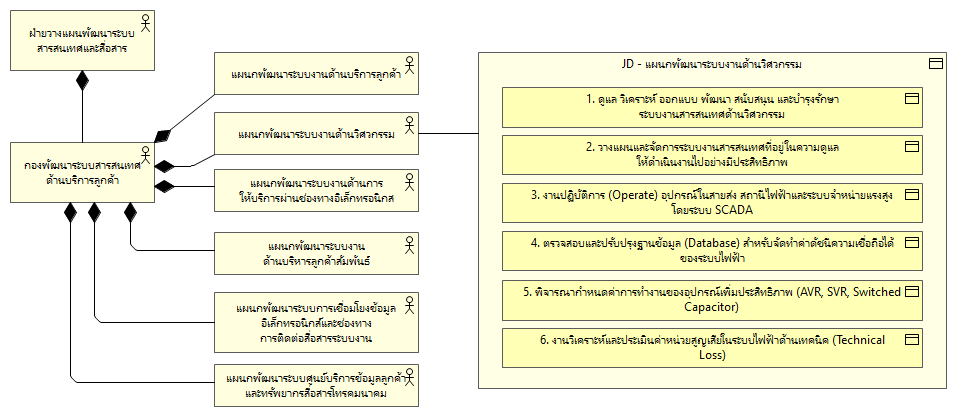 ฝ่ายวางแผนพัฒนาระบบ
สารสนเทศและสื่อสาร
กองพัฒนาระบบสารสนเทศ
ด้านบริการลูกค้า
แผนกพัฒนาระบบงานด้านบริการลูกค้า
แผนกพัฒนาระบบงานด้านวิศวกรรม
แผนกพัฒนาระบบงานด้านการ
ให้บริการผ่านช่องทางอิเล็กทรอนิกส
แผนกพัฒนาระบบงาน
ด้านบริหารลูกค้าสัมพันธ์
แผนกพัฒนาระบบการเชื่อมโยงข้อมูล
อิเล็กทรอนิกส์และช่องทาง
การติดต่อสื่อสารระบบงาน
แผนกพัฒนาระบบศูนย์บริการข้อมูลลูกค้า
และทรัพยากรสื่อสารโทรคมนาคม
JD - แผนกพัฒนาระบบงานด้านวิศวกรรม
1. ดูแล วิเคราะห์ ออกแบบ พัฒนา สนับสนุน และบำรุงรักษา
ระบบงานสารสนเทศด้านวิศวกรรม
2. วางแผนและจัดการระบบงานสารสนเทศที่อยู่ในความดูแล
ให้ดำเนินงานไปอย่างมีประสิทธิภาพ
3. งานปฏิบัติการ (Operate) อุปกรณ์ในสายส่ง สถานีไฟฟ้าและระบบจำหน่ายแรงสูง
โดยระบบ SCADA
4. ตรวจสอบและปรับปรุงฐานข้อมูล (Database) สำหรับจัดทำค่าดัชนีความเชื่อถือได้
ของระบบไฟฟ้า
5. พิจารณากำหนดค่าการทำงานของอุปกรณ์เพิ่มประสิทธิภาพ (AVR, SVR, Switched
Capacitor)
6. งานวิเคราะห์และประเมินค่าหน่วยสูญเสียในระบบไฟฟ้าด้านเทคนิค (Technical
Loss)